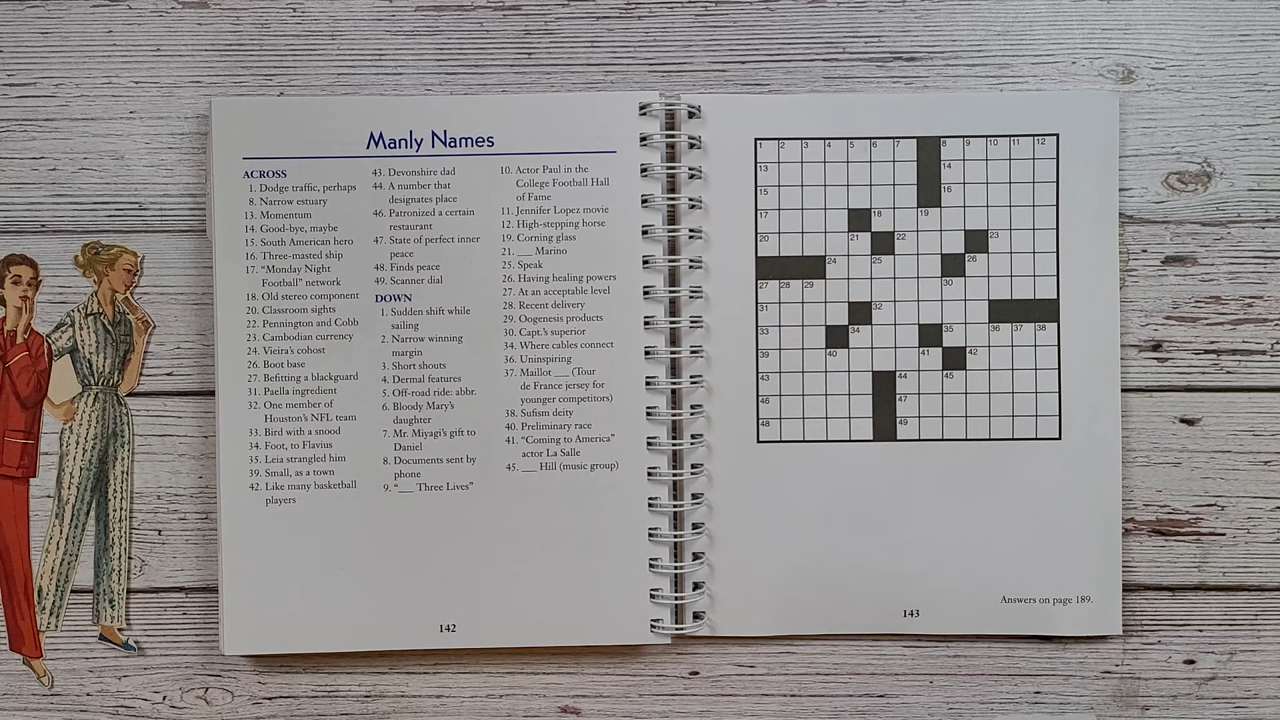 Manly Names
ACROSS
1. Dodge traffic, perhaps
8. Narrow estuary
13. Momentum
14. Good-bye, maybe
15. South American hero
16. Three-masted ship
17. “Monday Night
Football” network
18. Old stereo component
20. Classroom sights
22. Pennington and Cobb
23. Cambodian currency
24. Vieira’s cohost
26. Boot base
27. Befitting a blackguard
31. Paella ingredient
32. One member of
Houston’s NFL team
33. Bird with a snood
34. Foot, to Flavius
35. Leia strangled him
39. Small, as a town
42. Like many basketball
players
43. Devonshire dad
44. A number that
designates place
46. Patronized a certain
restaurant
47. State of perfect inner
peace
48. Finds peace
49. Scanner dial
DOWN
1. Sudden shift while
sailing
2. Narrow winning
margin
3. Short shouts
4. Dermal features
5. Off-road ride: abbr.
6. Bloody Mary’s
daughter
7. Mr. Miyagi’s gift to
Daniel
8. Documents sent by
phone
9. “___ Three Lives”
10. Actor Paul in the
College Football Hall
of Fame
11. Jennifer Lopez movie
12. High-stepping horse
19. Corning glass
21. ___ Marino
25. Speak
26. Having healing powers
27. At an acceptable level
28. Recent delivery
29. Oogenesis products
30. Capt.’s superior
34. Where cables connect
36. Uninspiring
37. Maillot ___ (Tour
de France jersey for
younger competitors)
38. Sufism deity
40. Preliminary race
41. “Coming to America”
actor La Salle
45. ___ Hill (music group)
142
1 2 3 4 5 6 7 8 9 10 11 12
13 14
15 16
17 18 19
20 21 22 23
24 25 26
27 28 29 30
31 32
33 34 35 36 37 38
39 40 41 42
43 44 45
46 47
48 49
Answers on page 189.
143